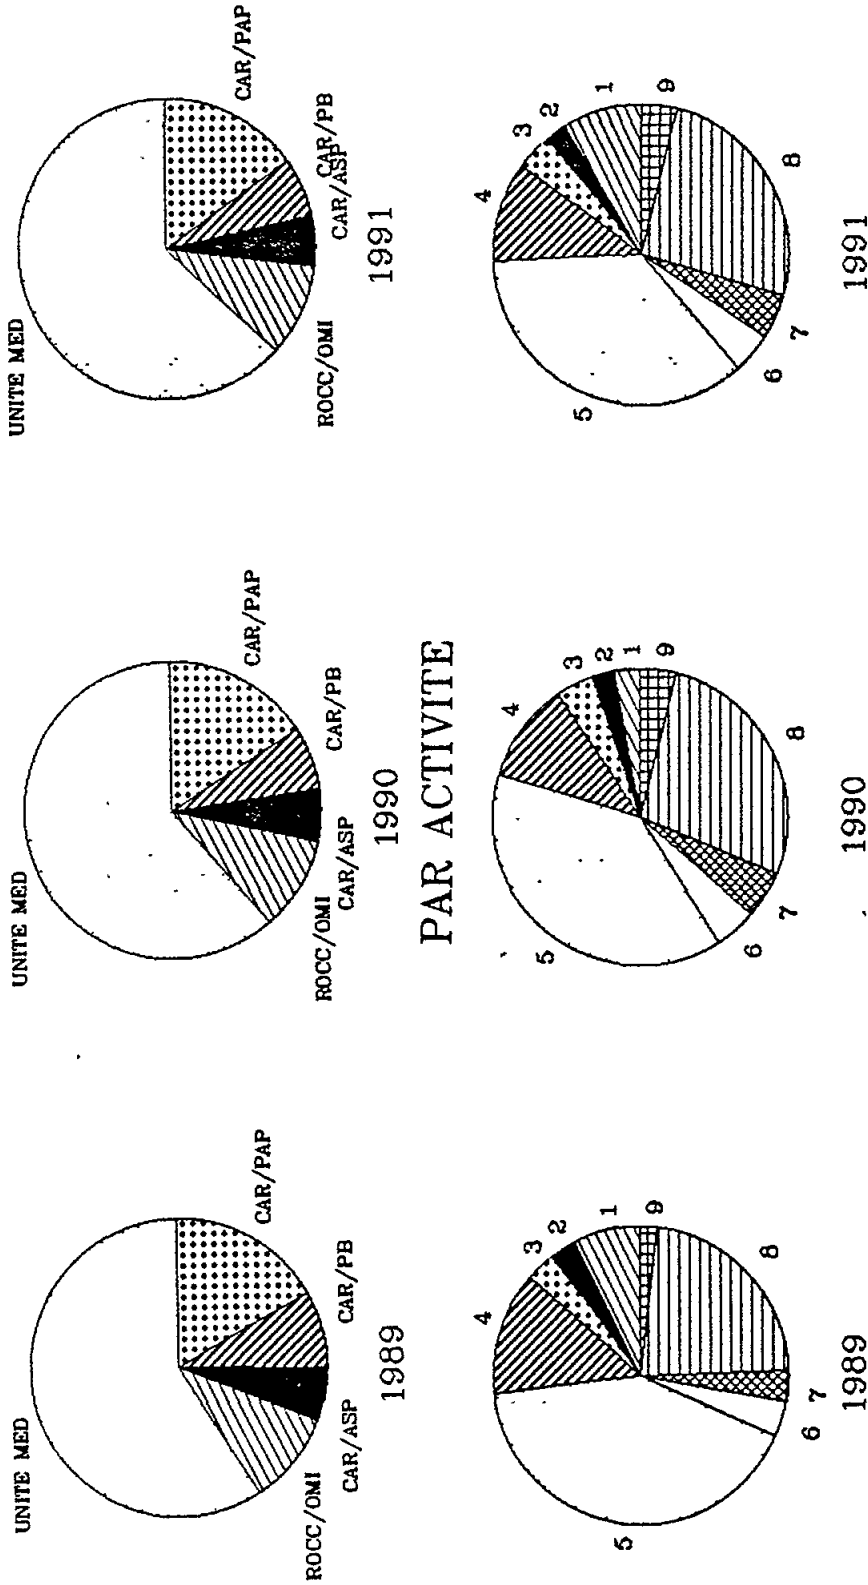 UNITE MED
CAR/PAP
CAR/PB
CAR/ASP
ROCC/OMI
1989
UNITE MED
CAR/PAP
CAR/PB
CAR/ASP
ROCC/OMI
1990
UNITE MED
CAR/PAP
CAR/PB
CAR/ASP
ROCC/OMI
1991
PAR ACTIVITE
1
2
3
4
5
6
7
8
9
1989
1
2
3
4
5
6
7
8
9
1990
1
2
3
4
5
6
7
8
9
1991